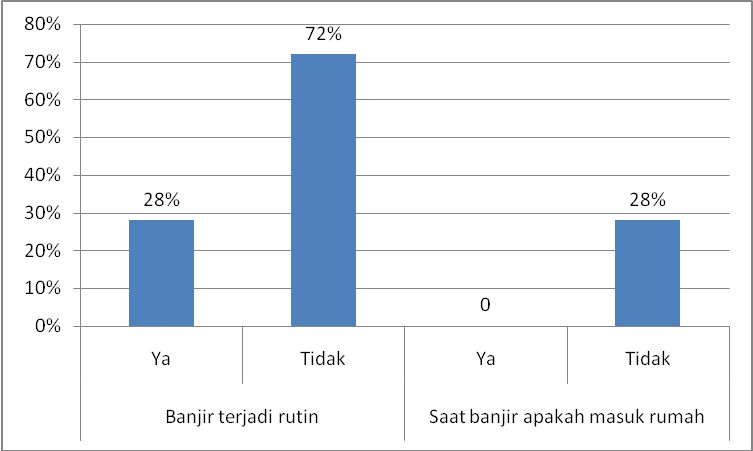 80%
70%
60%
50%
40%
30%
20%
10%
0%
28%
72%
0
28%
Ya
Tidak
Ya
Tidak
Banjir terjadi rutin
Saat banjir apakah masuk rumah